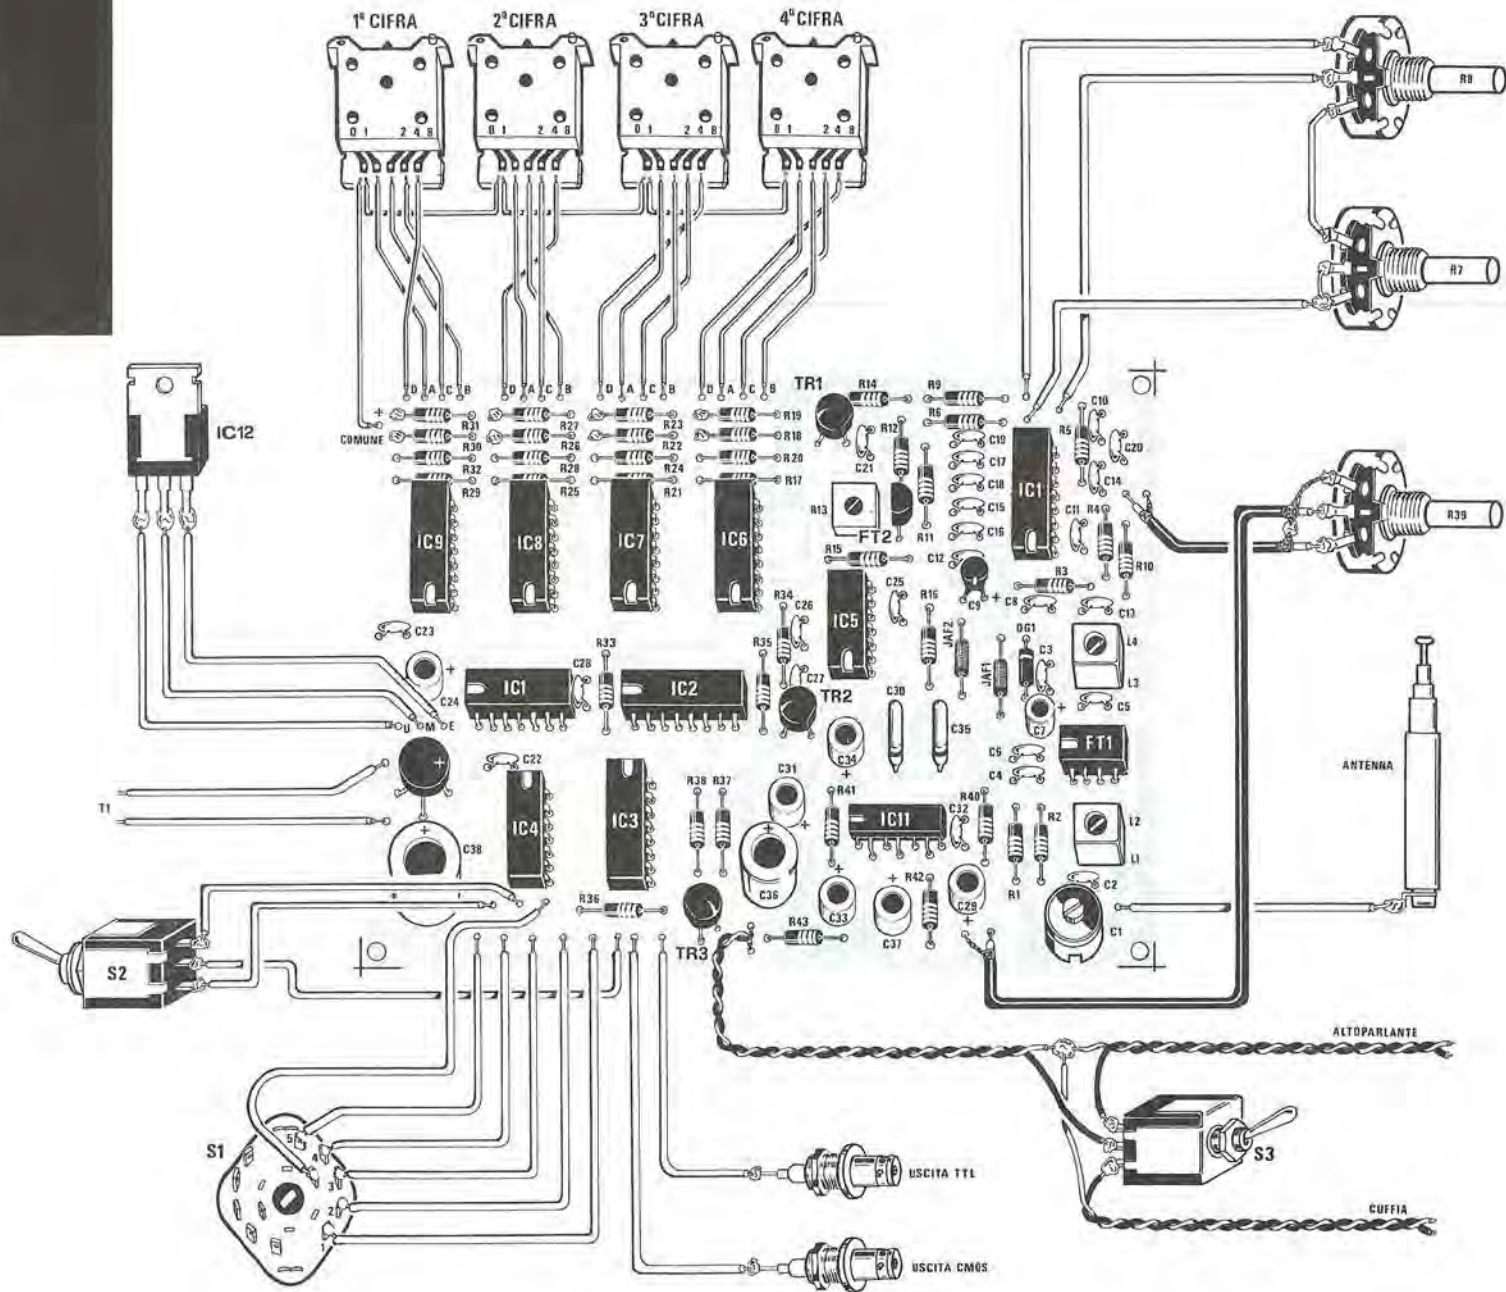 1ª CIFRA 2ª CIFRA 3ª CIFRA 4ª CIFRA
0 1 2 4 8
0 1 2 4 8
0 1 2 4 8
0 1 2 4 8
R8
R7
IC12
D A C B
D A C B
D A C B
D A C B
+
COMUNE
R31
R30
R32
R29
R27
R26
R28
R25
R23
R22
R24
R21
R19
R18
R20
R17
TR1
R14
R9
R6
C21
R12
R11
C19
C17
C18
C15
C16
C12
IC1
R5
C10
C20
C14
C11
R4
R10
R39
R13
FT2
R15
IC9
IC8
IC7
IC6
IC5
C25
R16
C9
+
C8
R3
C13
C23
R34
C26
R33
R35
C27
TR2
JAF2
JAF1
DG1
C3
L4
L3
C5
C24
+
IC1
C28
IC2
C30
C35
C7
+
FT1
C6
C4
ANTENNA
U M E
+
T1
C22
C34
+
IC4
IC3
R38
R37
C31
+
R41
IC11
C32
R40
R1
R2
L2
L1
C2
C1
+
C38
C36
+
R36
TR3
R43
C33
+
C37
+
R42
C29
+
S2
ALTOPARLANTE
S1
5
4
3
2
1
S3
USCITA TTL
CUFFIA
USCITA CMOS